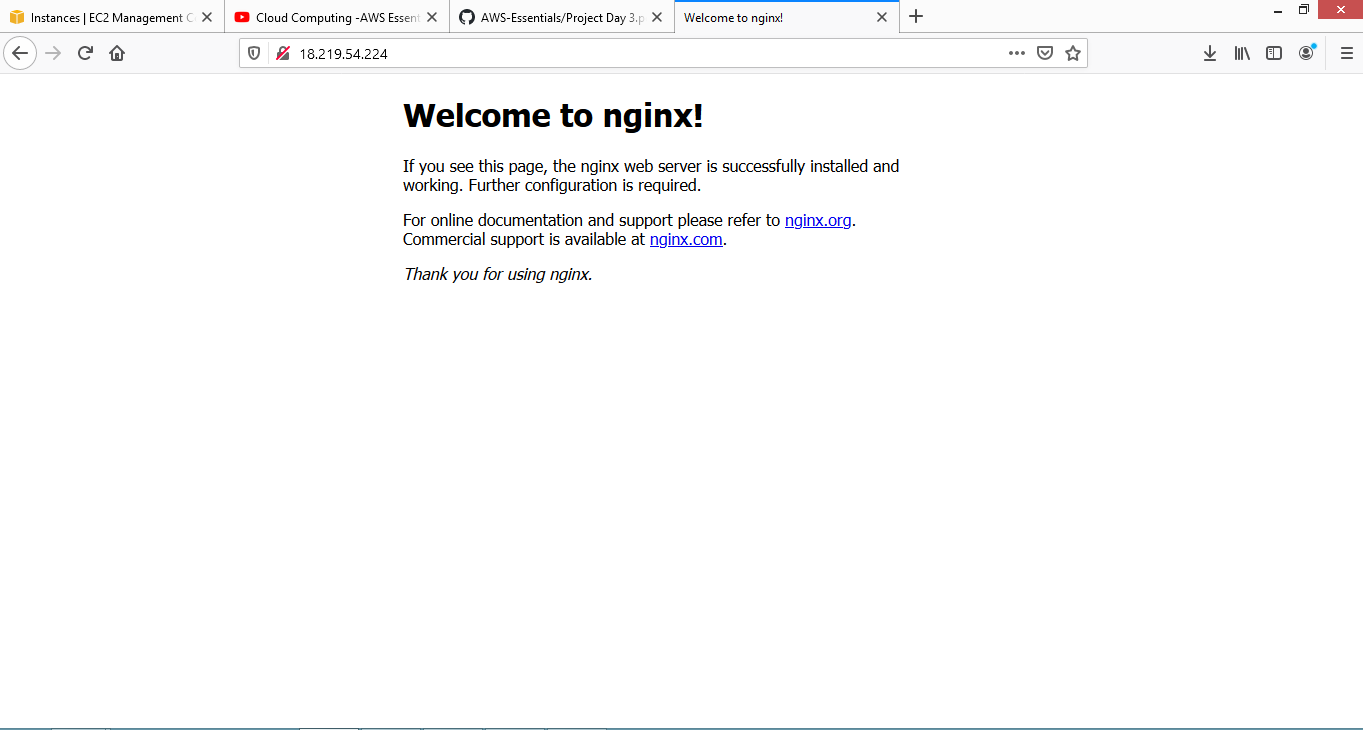 Instances | EC2 Management C
Cloud Computing -AWS Essent
AWS-Essentials/Project Day 3.p
Welcome to nginx!
18.219.54.224
Welcome to nginx!
If you see this page, the nginx web server is successfully installed and
working. Further configuration is required.
For online documentation and support please refer to nginx.org.
Commercial support is available at nginx.com.
Thank you for using nginx.